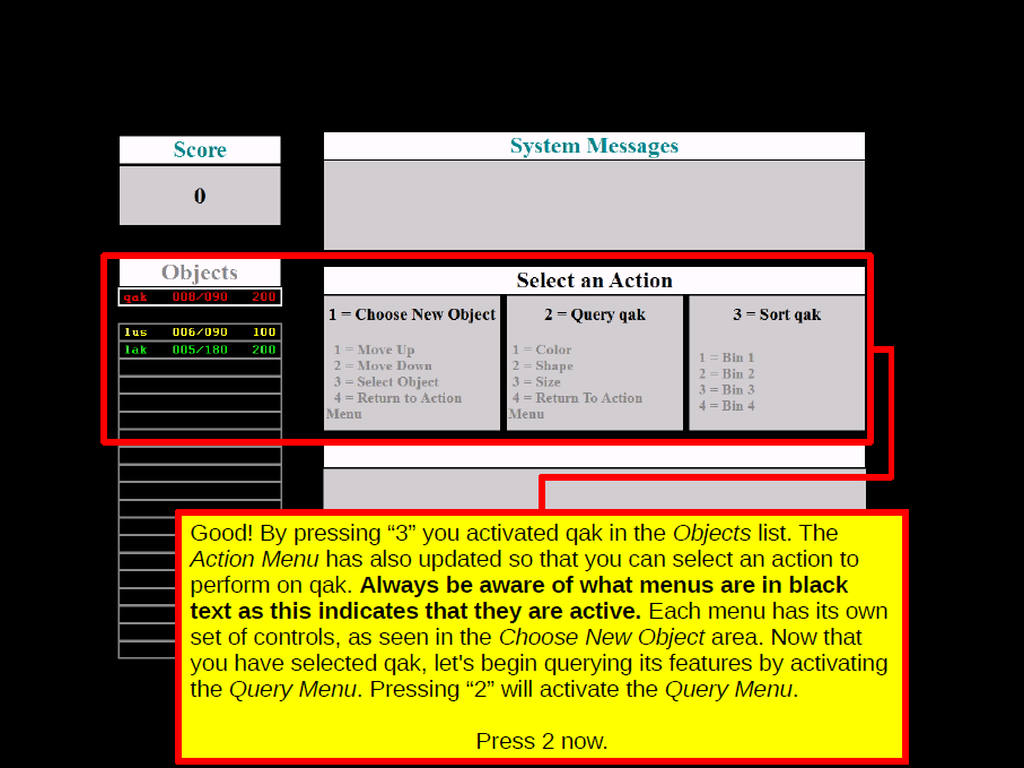 Score
System Messages
0
Objects
Select an Action
qak 000/090 200
1 = Choose New Object
2 = Query qak
3 = Sort qak
lus 006/090 100
lak 005/180 200
1 = Move Up
2 = Move Down
3 = Select Object
4 = Return to Action
Menu
1 = Color
2 = Shape
3 = Size
4 = Return To Action
Menu
1 = Bin 1
2 = Bin 2
3 = Bin 3
4 = Bin 4
Good! By pressing “3” you activated qak in the Objects list. The
Action Menu has also updated so that you can select an action to
perform on qak. Always be aware of what menus are in black
text as this indicates that they are active. Each menu has its own
set of controls, as seen in the Choose New Object area. Now that
you have selected qak, let's begin querying its features by activating
the Query Menu. Pressing “2” will activate the Query Menu.
Press 2 now.